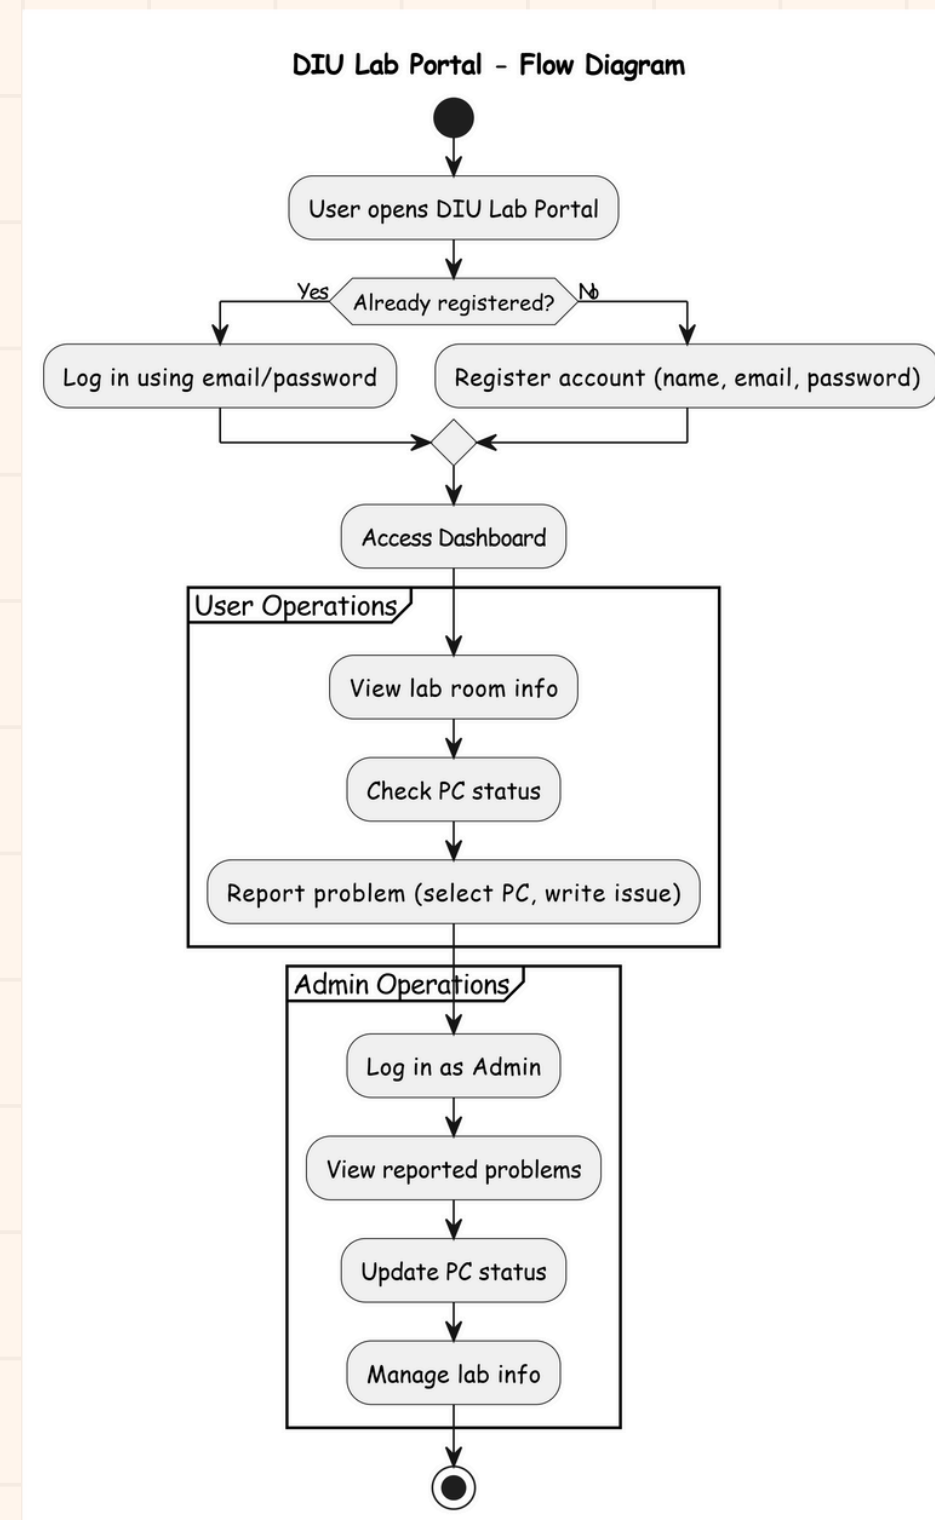 DIU Lab Portal - Flow Diagram
User opens DIU Lab Portal
Yes
Already registered?
No
Log in using email/password
Register account (name, email, password)
Access Dashboard
User Operations
View lab room info
Check PC status
Report problem (select PC, write issue)
Admin Operations
Log in as Admin
View reported problems
Update PC status
Manage lab info